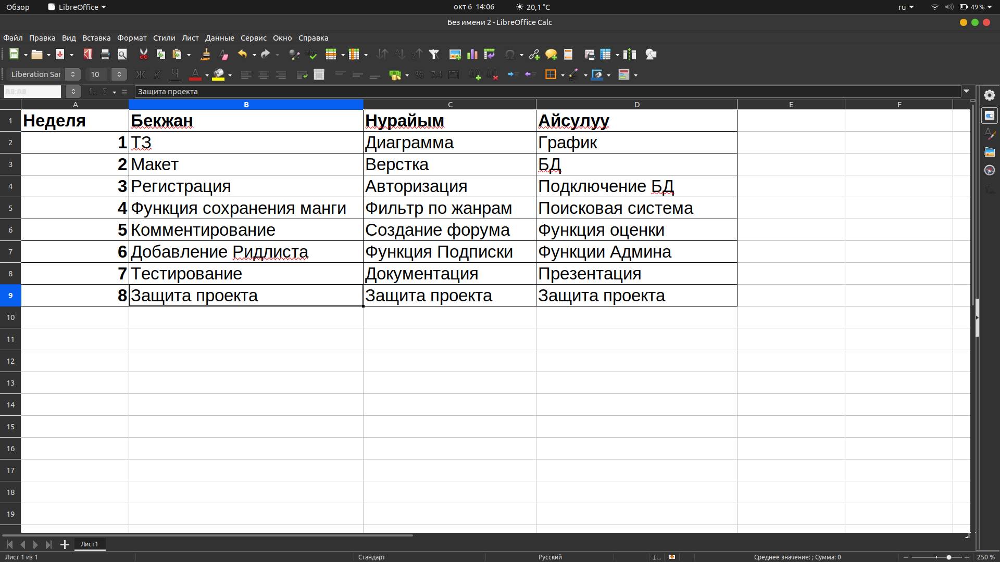 Обзор LibreOffice окт 6 14:06 20,1 °C ru 49 %
Без имени 2 - LibreOffice Calc
Файл Правка Вид Вставка Формат Стили Лист Данные Сервис Окно Справка
Liberation Sar 10 Ж К Ч
Защита проекта
A B C D E F
1 Неделя Бекжан Нурайым Айсулуу
2 1 ТЗ Диаграмма График
3 2 Макет Верстка БД
4 3 Регистрация Авторизация Подключение БД
5 4 Функция сохранения манги Фильтр по жанрам Поисковая система
6 5 Комментирование Создание форума Функция оценки
7 6 Добавление Ридлиста Функция Подписки Функции Админа
8 7 Тестирование Документация Презентация
9 8 Защита проекта Защита проекта Защита проекта
10
11
12
13
14
15
16
17
18
19
Лист1
Лист 1 из 1 Стандарт Русский Среднее значение: ; Сумма: 0 250 %